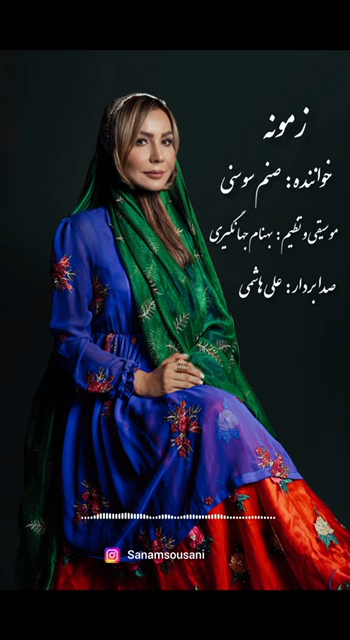 زمونه
خواننده : صنم سوسنی
موسیقی و تنظیم : بهنام جهانگیری
صدابردار : علی هاشمی
Sanamsousani